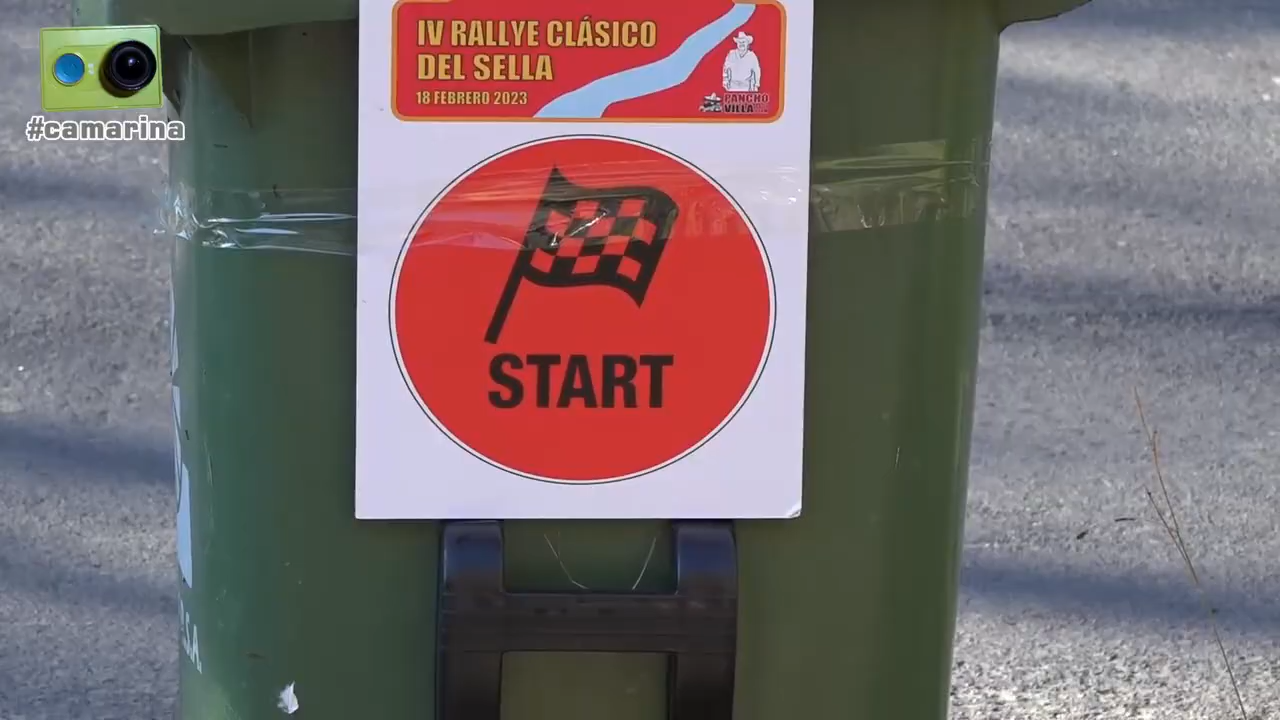 #camarina
IV RALLYE CLÁSICO
DEL SELLA
18 FEBRERO 2023
PANCHO
VILLA
START
S.A.